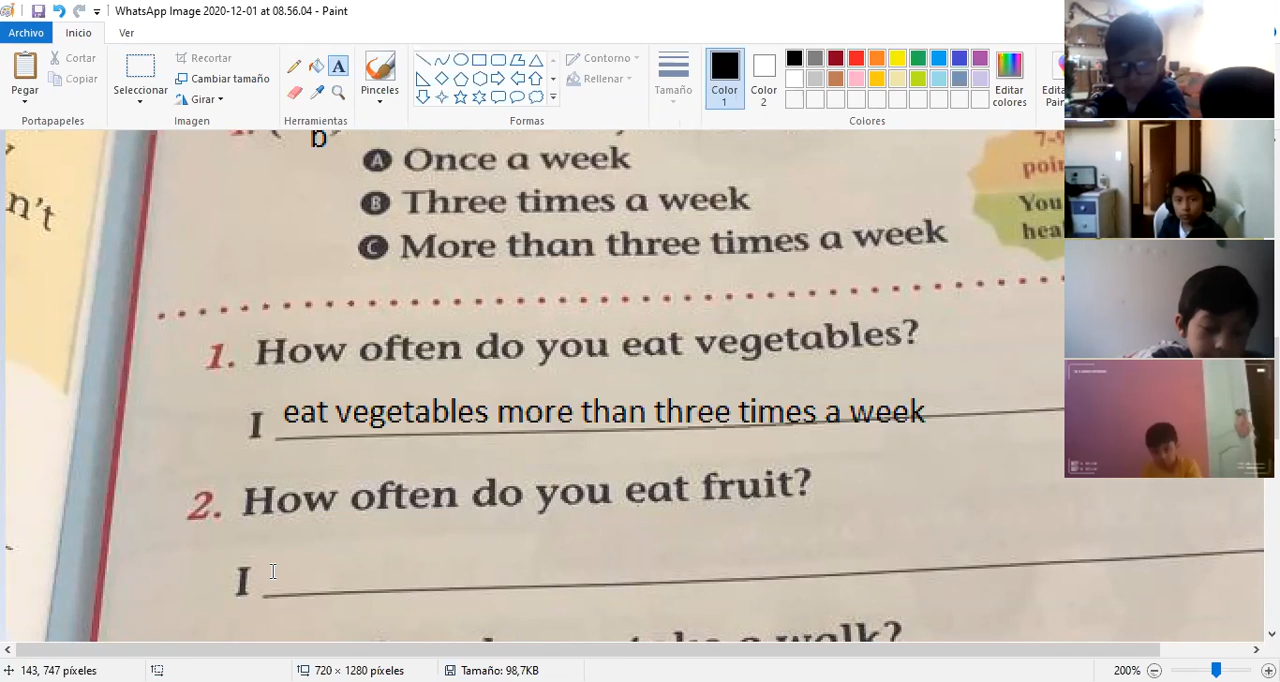 WhatsApp Image 2020-12-01 at 08.56.04 - Paint
Archivo Inicio Ver
Pegar
Cortar
Copiar
Portapapeles
Seleccionar
Recortar
Cambiar tamaño
Girar
Imagen
Herramientas
Pinceles
Contorno
Rellenar
Formas
Tamaño
Color 1
Color 2
Editar colores
Colores
n't
b
A Once a week
B Three times a week
C More than three times a week
You
1. How often do you eat vegetables?
I eat vegetables more than three times a week
2. How often do you eat fruit?
I
take a walk?
143, 747 píxeles
720 × 1280 píxeles
Tamaño: 98,7KB
200%